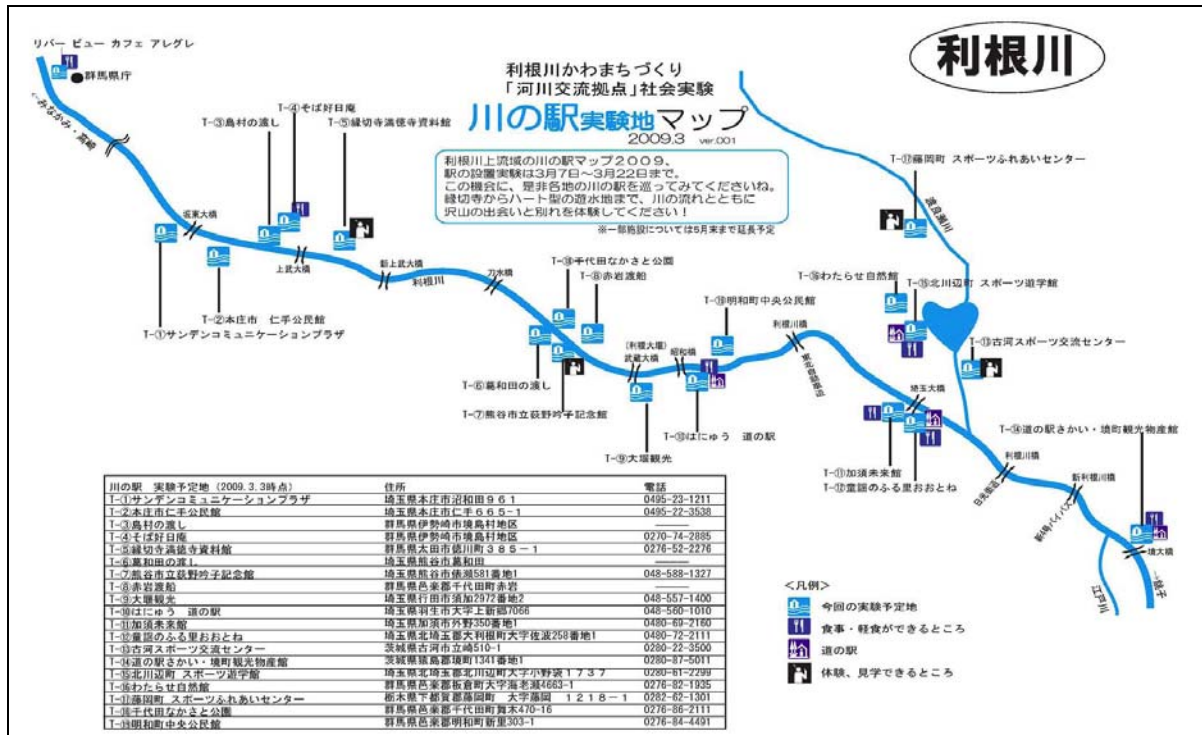 利根川
利根川かわまちづくり
「河川交流拠点」社会実験
川の駅実験地マップ
2009.3 ver.001
利根川上流域の川の駅マップ2009、
駅の設置実験は3月7日～3月22日まで。
この機会に、是非各地の川の駅を巡ってみてくださいね。
縁切寺からハート型の遊水地まで、川の流れとともに
沢山の出会いと別れを体験してください！
※一部施設については5月末まで延長予定
リバー ビュー カフェ アレグレ
群馬県庁
←みなかみ・高崎
T-④そば好日庵
T-③島村の渡し
T-⑤縁切寺満徳寺資料館
坂東大橋
上武大橋
新上武大橋
利根川
刀水橋
T-②本庄市 仁手公民館
T-①サンデンコミュニケーションプラザ
T-⑱千代田なかさと公園
T-⑧赤岩渡船
T-⑲明和町中央公民館
(利根大堰)
武蔵大橋
昭和橋
利根川橋
東北自動車道
T-⑥葛和田の渡し
T-⑦熊谷市立荻野吟子記念館
T-⑩はにゅう 道の駅
T-⑨大堰観光
T-⑰藤岡町 スポーツふれあいセンター
渡良瀬川
T-⑯わたらせ自然館
T-⑮北川辺町 スポーツ遊学館
T-⑬古河スポーツ交流センター
埼玉大橋
T-⑭道の駅さかい・境町観光物産館
T-⑪加須未来館
T-⑫童謡のふる里おおとね
利根川橋
日光街道
新利根川橋
新4号バイパス
境大橋
江戸川
→銚子
川の駅 実験予定地 (2009.3.3時点) 住所 電話
T-①サンデンコミュニケーションプラザ 埼玉県本庄市沼和田961 0495-23-1211
T-②本庄市仁手公民館 埼玉県本庄市仁手665-1 0495-22-3538
T-③島村の渡し 群馬県伊勢崎市境島村地区 ―――
T-④そば好日庵 群馬県伊勢崎市境島村地区 0270-74-2885
T-⑤縁切寺満徳寺資料館 群馬県太田市徳川町385-1 0276-52-2276
T-⑥葛和田の渡し 埼玉県熊谷市葛和田 ―――
T-⑦熊谷市立荻野吟子記念館 埼玉県熊谷市俵瀬581番地1 048-588-1327
T-⑧赤岩渡船 群馬県邑楽郡千代田町赤岩 ―――
T-⑨大堰観光 埼玉県行田市須加2972番地2 048-557-1400
T-⑩はにゅう 道の駅 埼玉県羽生市大字上新郷7066 048-560-1010
T-⑪加須未来館 埼玉県加須市外野350番地1 0480-69-2160
T-⑫童謡のふる里おおとね 埼玉県北埼玉郡大利根町大字佐波258番地1 0480-72-2111
T-⑬古河スポーツ交流センター 茨城県古河市立崎510-1 0280-22-3500
T-⑭道の駅さかい・境町観光物産館 茨城県猿島郡境町1341番地1 0280-87-5011
T-⑮北川辺町 スポーツ遊学館 埼玉県北埼玉郡北川辺町大字小野袋1737 0280-61-2299
T-⑯わたらせ自然館 群馬県邑楽郡板倉町大字海老瀬4663-1 0276-82-1935
T-⑰藤岡町 スポーツふれあいセンター 栃木県下都賀郡藤岡町 大字藤岡 1218-1 0282-62-1301
T-⑱千代田なかさと公園 群馬県邑楽郡千代田町舞木470-16 0276-86-2111
T-⑲明和町中央公民館 群馬県邑楽郡明和町新里303-1 0276-84-4491
＜凡例＞
今回の実験予定地
食事・軽食ができるところ
道の駅
体験、見学できるところ